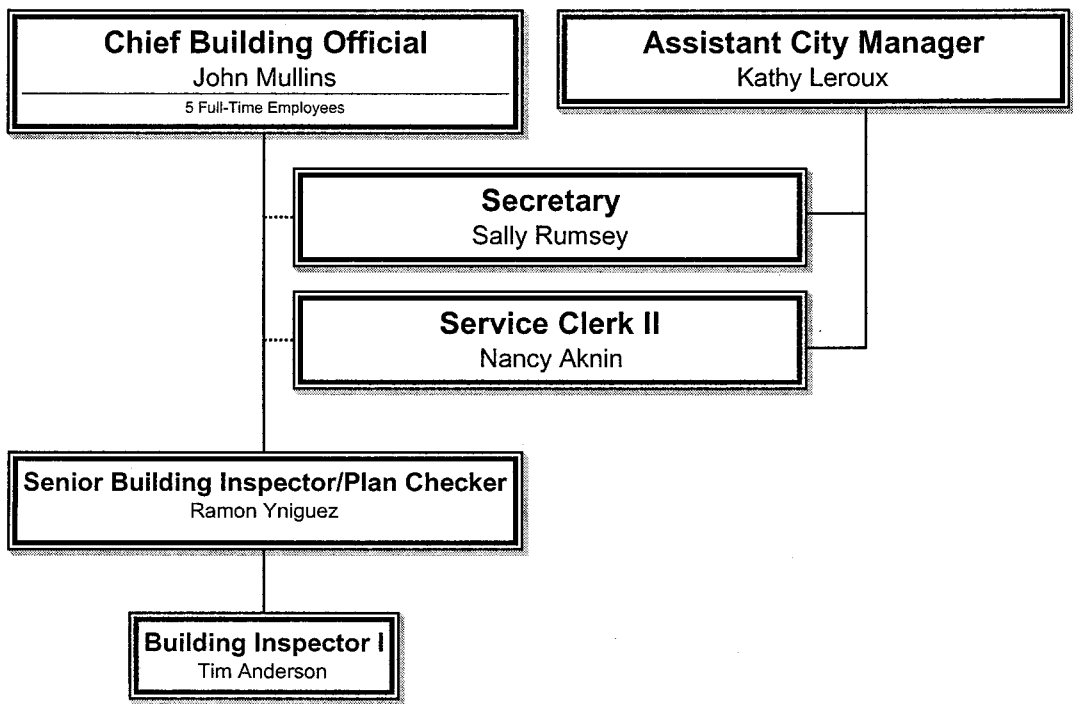 Chief Building Official
John Mullins
5 Full-Time Employees
Assistant City Manager
Kathy Leroux
Secretary
Sally Rumsey
Service Clerk II
Nancy Aknin
Senior Building Inspector/Plan Checker
Ramon Yniguez
Building Inspector I
Tim Anderson